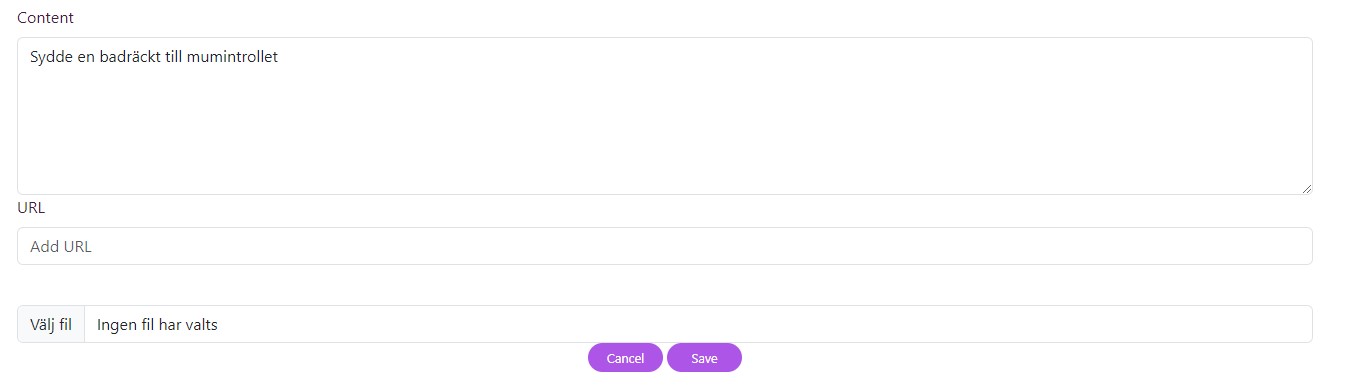 Content
Sydde en badräckt till mumintrollet
URL
Add URL
Välj fil Ingen fil har valts
Cancel Save